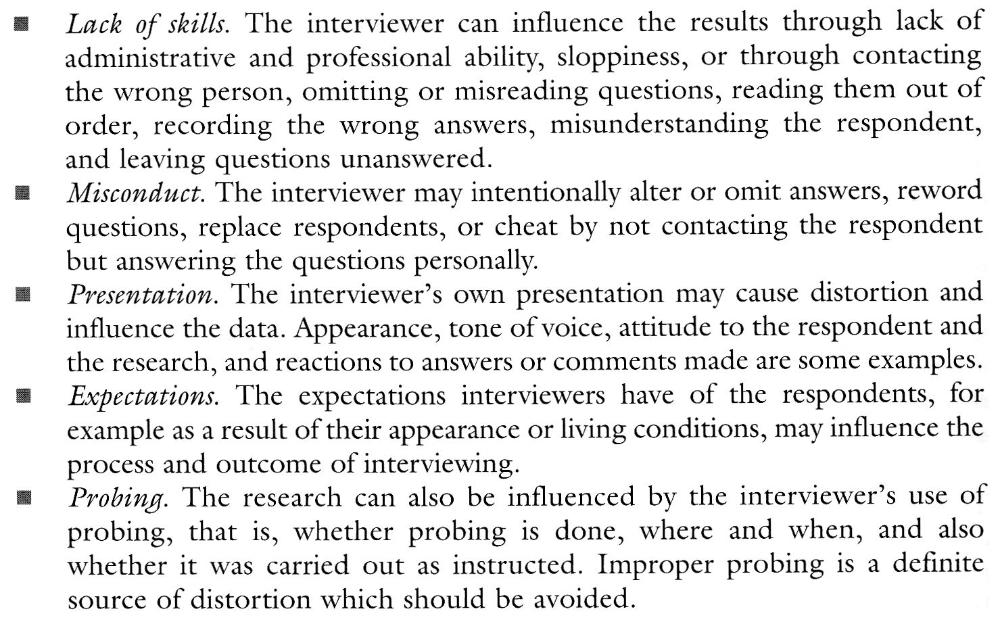 ■ Lack of skills. The interviewer can influence the results through lack of
administrative and professional ability, sloppiness, or through contacting
the wrong person, omitting or misreading questions, reading them out of
order, recording the wrong answers, misunderstanding the respondent,
and leaving questions unanswered.
■ Misconduct. The interviewer may intentionally alter or omit answers, reword
questions, replace respondents, or cheat by not contacting the respondent
but answering the questions personally.
■ Presentation. The interviewer's own presentation may cause distortion and
influence the data. Appearance, tone of voice, attitude to the respondent and
the research, and reactions to answers or comments made are some examples.
■ Expectations. The expectations interviewers have of the respondents, for
example as a result of their appearance or living conditions, may influence the
process and outcome of interviewing.
■ Probing. The research can also be influenced by the interviewer's use of
probing, that is, whether probing is done, where and when, and also
whether it was carried out as instructed. Improper probing is a definite
source of distortion which should be avoided.